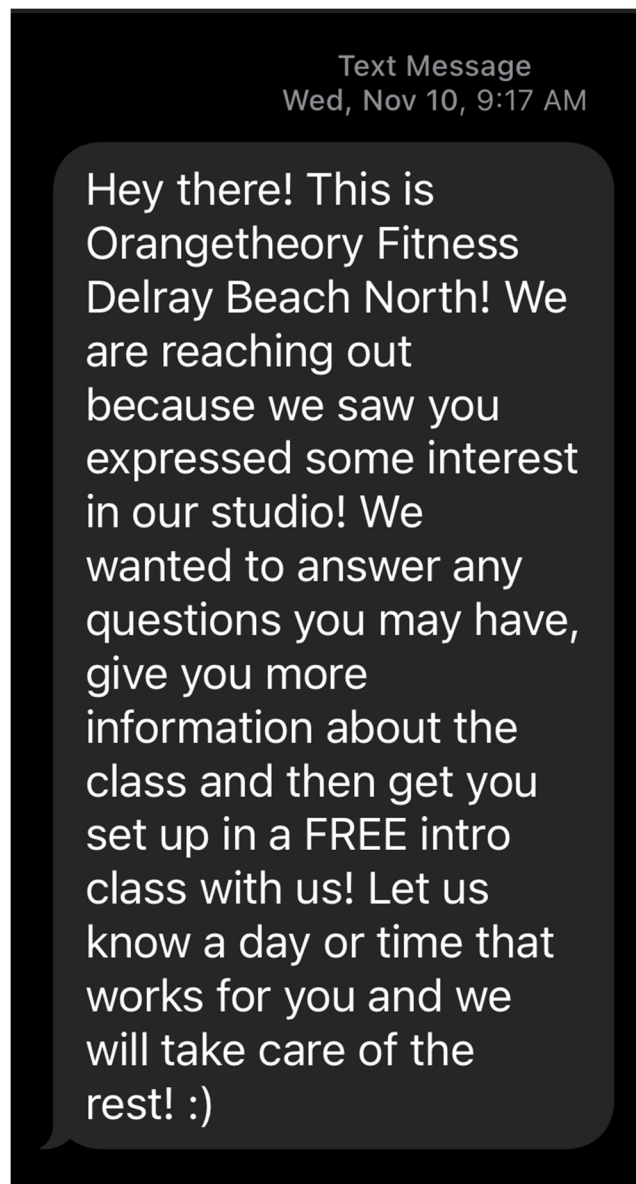 Text Message
Wed, Nov 10, 9:17 AM
Hey there! This is
Orangetheory Fitness
Delray Beach North! We
are reaching out
because we saw you
expressed some interest
in our studio! We
wanted to answer any
questions you may have,
give you more
information about the
class and then get you
set up in a FREE intro
class with us! Let us
know a day or time that
works for you and we
will take care of the
rest! :)